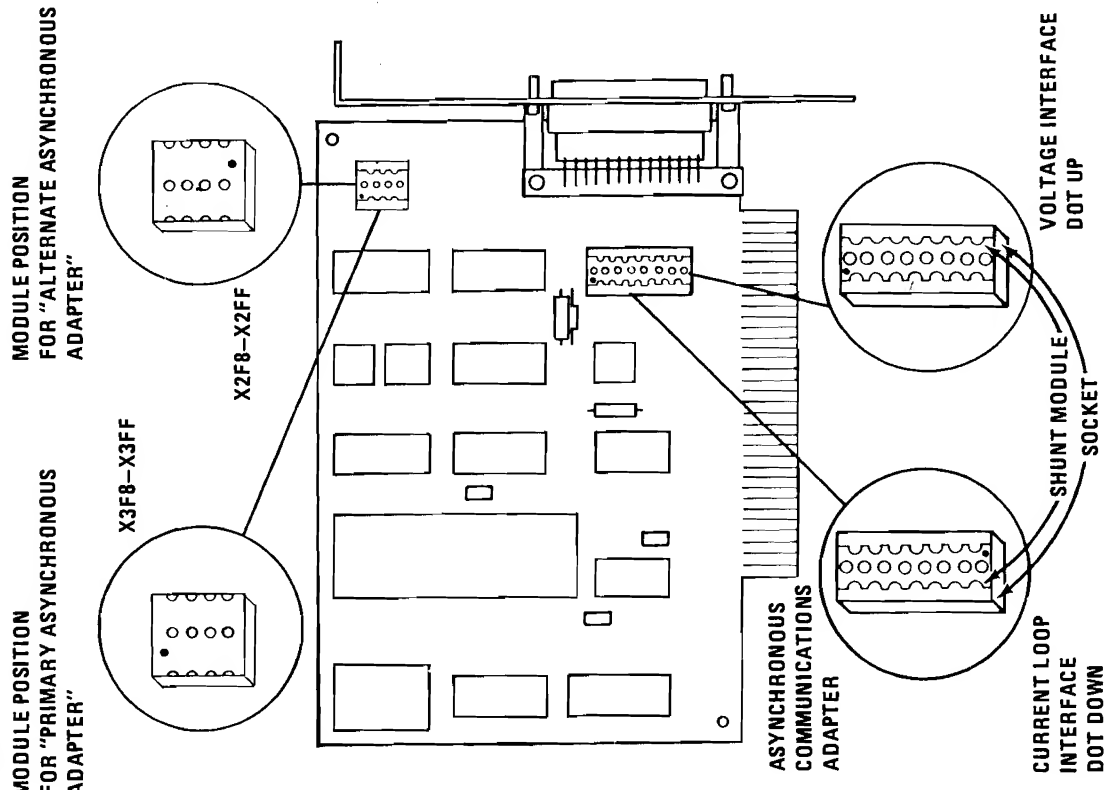 MODULE POSITION
FOR "PRIMARY ASYNCHRONOUS
ADAPTER"
X3F8–X3FF
MODULE POSITION
FOR "ALTERNATE ASYNCHRONOUS
ADAPTER"
X2F8–X2FF
ASYNCHRONOUS
COMMUNICATIONS
ADAPTER
CURRENT LOOP
INTERFACE
DOT DOWN
SHUNT MODULE
SOCKET
VOLTAGE INTERFACE
DOT UP